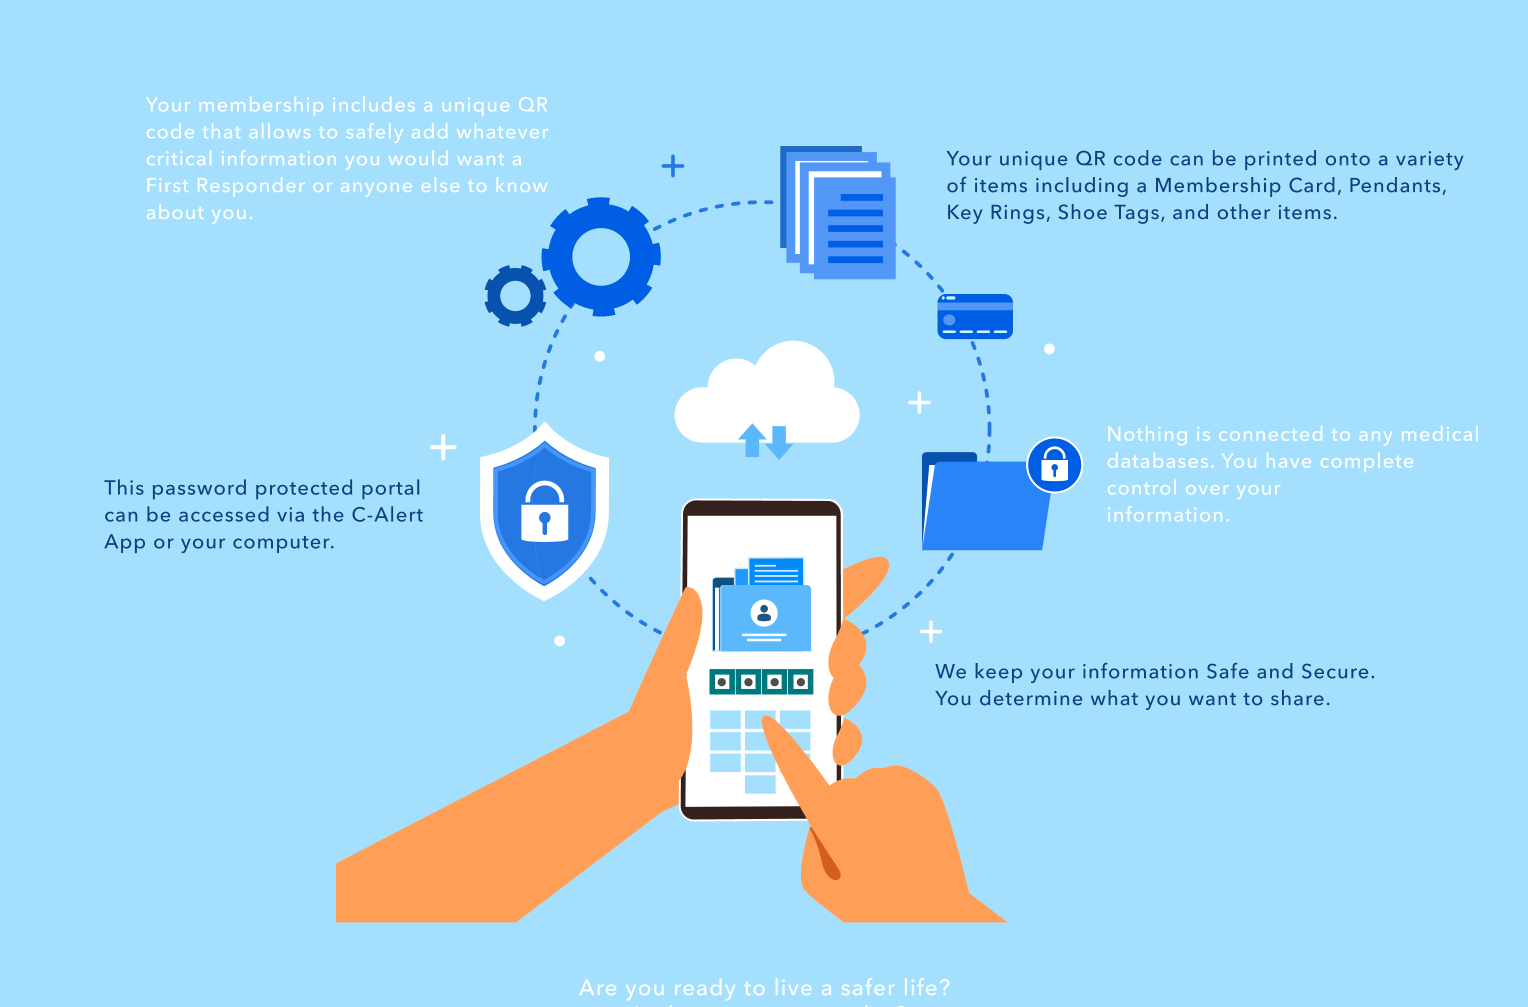 Your membership includes a unique QR
code that allows to safely add whatever
critical information you would want a
First Responder or anyone else to know
about you.
Your unique QR code can be printed onto a variety
of items including a Membership Card, Pendants,
Key Rings, Shoe Tags, and other items.
This password protected portal
can be accessed via the C-Alert
App or your computer.
Nothing is connected to any medical
databases. You have complete
control over your
information.
We keep your information Safe and Secure.
You determine what you want to share.
Are you ready to live a safer life?